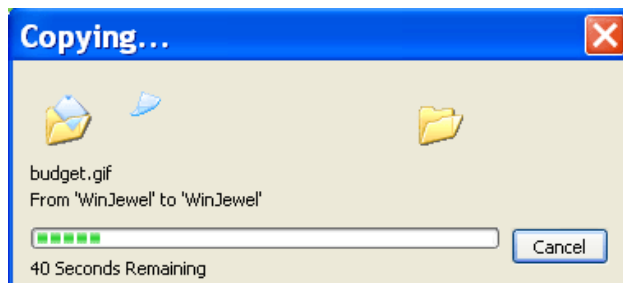 Copying...
budget.gif
From 'WinJewel' to 'WinJewel'
Cancel
40 Seconds Remaining